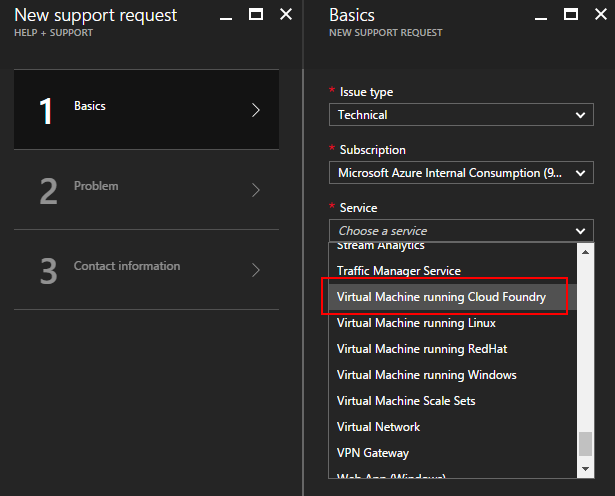 New support request
HELP + SUPPORT
1
Basics
2
Problem
3
Contact information
Basics
NEW SUPPORT REQUEST
* Issue type
Technical
* Subscription
Microsoft Azure Internal Consumption (9...
* Service
Choose a service
Stream Analytics
Traffic Manager Service
Virtual Machine running Cloud Foundry
Virtual Machine running Linux
Virtual Machine running RedHat
Virtual Machine running Windows
Virtual Machine Scale Sets
Virtual Network
VPN Gateway
Web App (Windows)